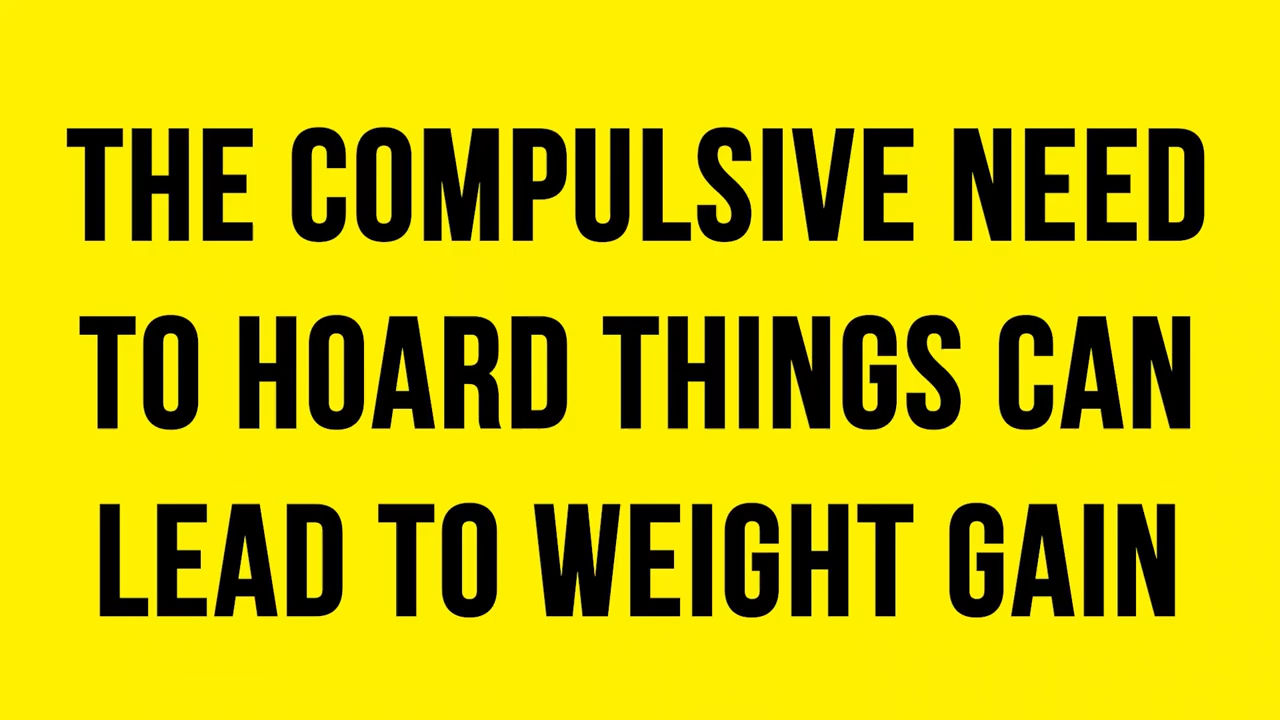 THE COMPULSIVE NEED
TO HOARD THINGS CAN
LEAD TO WEIGHT GAIN